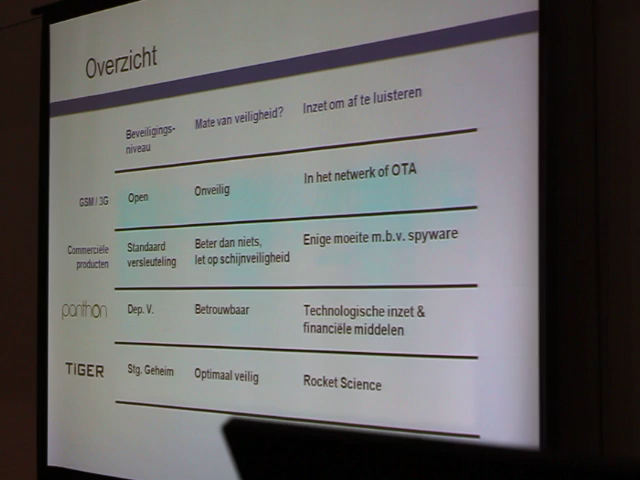 Overzicht
Beveiligings-
niveau
Mate van veiligheid?
Inzet om af te luisteren
GSM / 3G
Open
Onveilig
In het netwerk of OTA
Commerciële
producten
Standaard
versleuteling
Beter dan niets,
let op schijnveiligheid
Enige moeite m.b.v. spyware
panthon
Dep. V.
Betrouwbaar
Technologische inzet &
financiële middelen
TiGER
Stg. Geheim
Optimaal veilig
Rocket Science